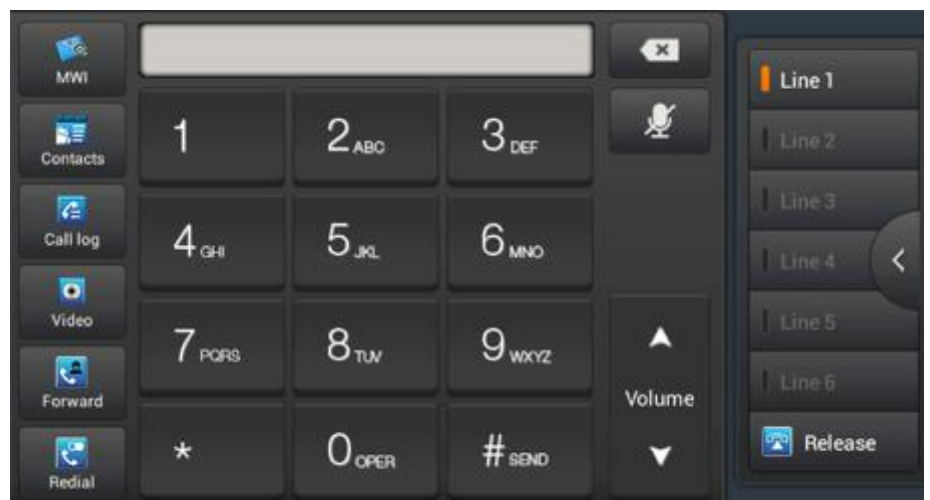 MWI
Contacts
Call log
Video
Forward
Redial
1
2 ABC
3 DEF
4 GHI
5 JKL
6 MNO
7 PQRS
8 TUV
9 WXYZ
*
0 OPER
# SEND
Volume
Line 1
Line 2
Line 3
Line 4
Line 5
Line 6
Release